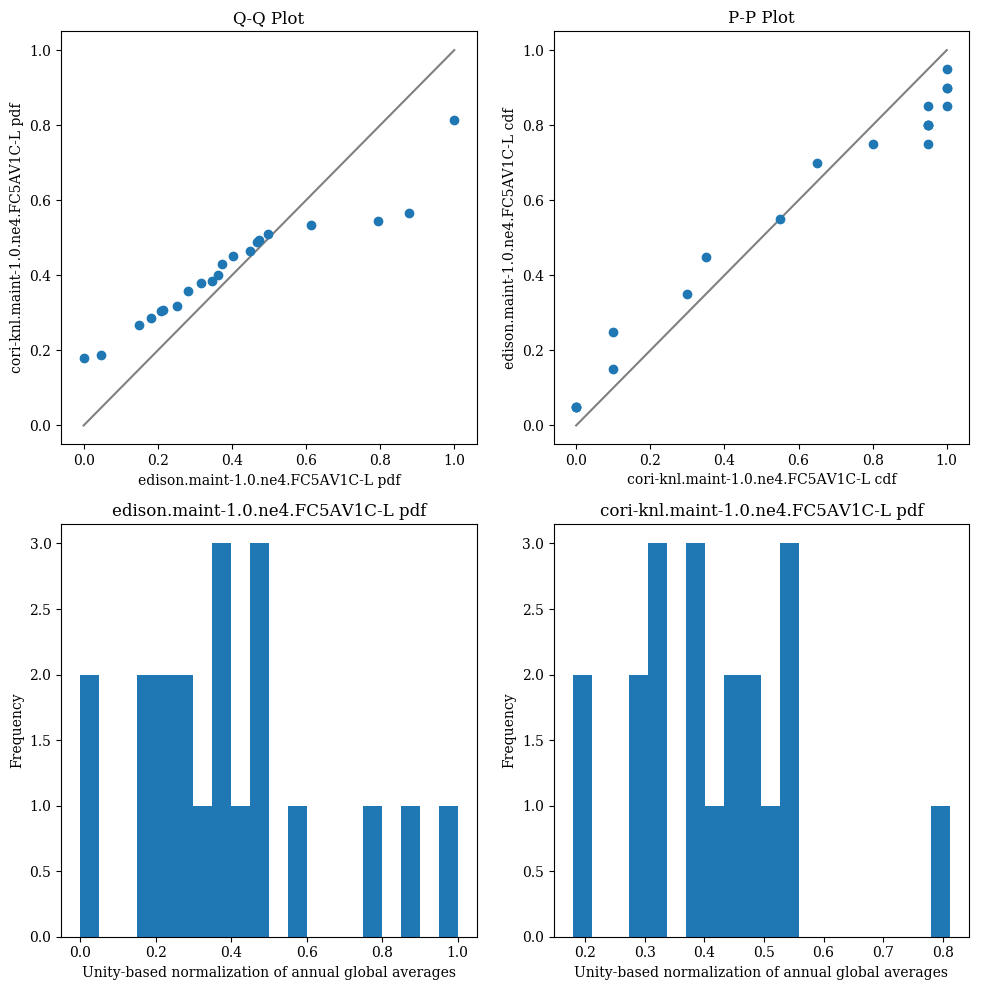 Q-Q Plot
1.0
0.8
0.6
0.4
0.2
0.0
cori-knl.maint-1.0.ne4.FC5AV1C-L pdf
0.0 0.2 0.4 0.6 0.8 1.0
edison.maint-1.0.ne4.FC5AV1C-L pdf
P-P Plot
1.0
0.8
0.6
0.4
0.2
0.0
edison.maint-1.0.ne4.FC5AV1C-L cdf
0.0 0.2 0.4 0.6 0.8 1.0
cori-knl.maint-1.0.ne4.FC5AV1C-L cdf
edison.maint-1.0.ne4.FC5AV1C-L pdf
3.0
2.5
2.0
1.5
1.0
0.5
0.0
Frequency
0.0 0.2 0.4 0.6 0.8 1.0
Unity-based normalization of annual global averages
cori-knl.maint-1.0.ne4.FC5AV1C-L pdf
3.0
2.5
2.0
1.5
1.0
0.5
0.0
Frequency
0.2 0.3 0.4 0.5 0.6 0.7 0.8
Unity-based normalization of annual global averages